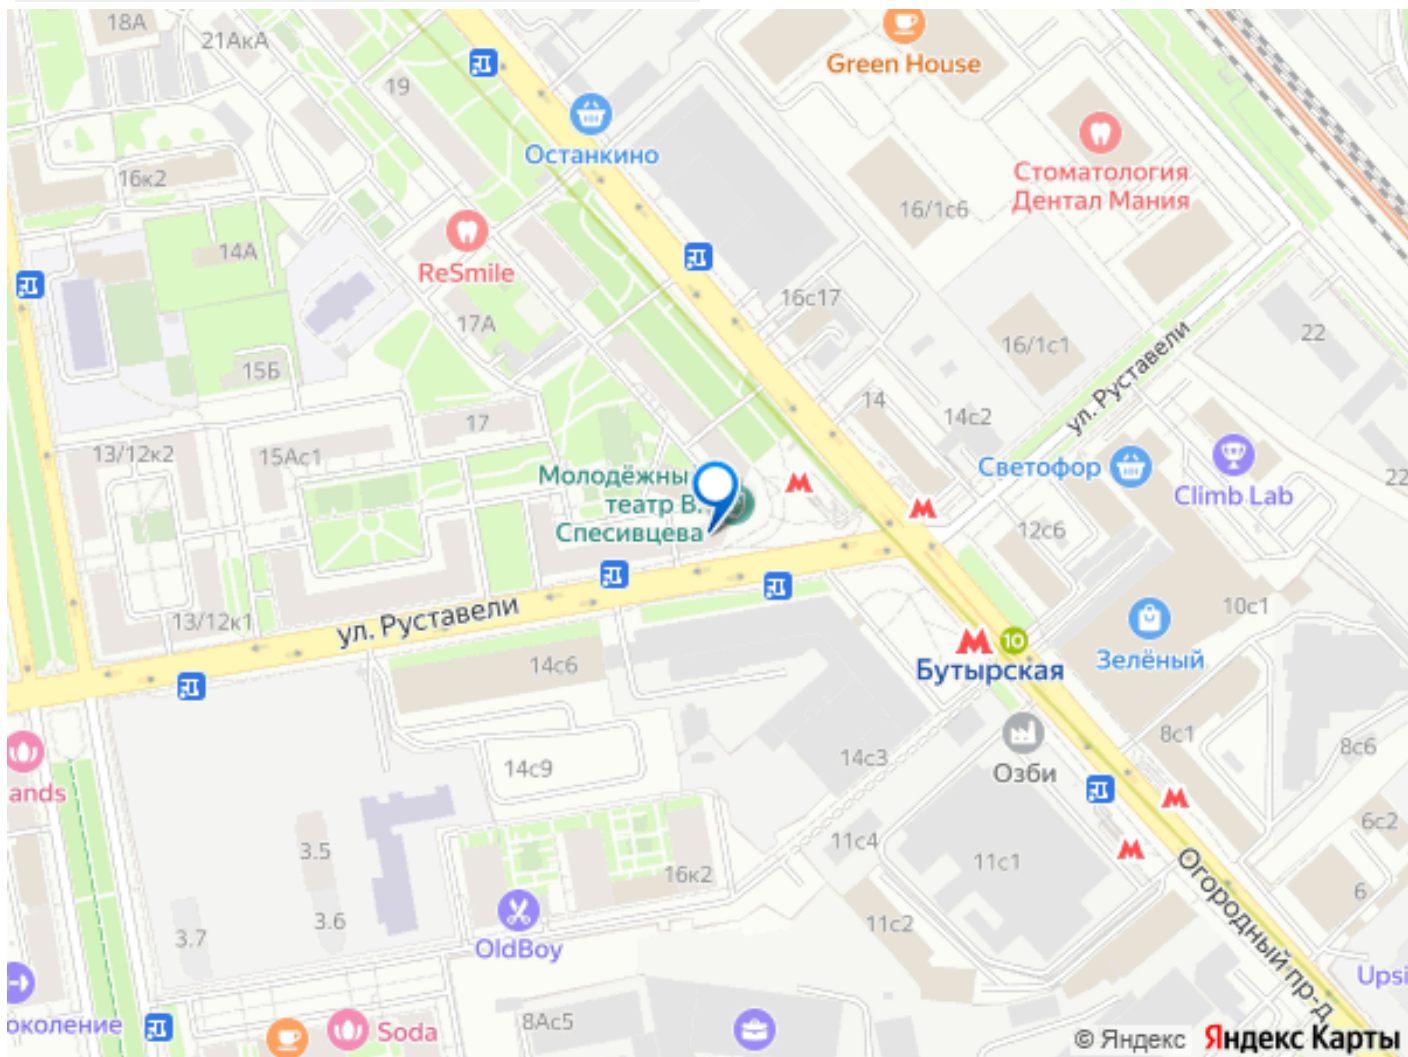 18А
21АкА
Green House
19
Останкино
Стоматология
Дентал Мания
16к2
16/1с6
14А
ReSmile
16с17
17А
22
16/1с1
ул. Руставели
15Б
14
14с2
17
13/12к2
15Ас1
Светофор
Climb Lab
22
Молодёжны
театр В.
Спесивцева
12с6
10с1
13/12к1
ул. Руставели
10
Зелёный
Бутырская
14с6
8с1
8с6
14с3
Озби
14с9
ands
6с2
3.5
11с4
11с1
16к2
6
3.6
3.7
11с2
OldBoy
Огородный пр-д
Upsi
околение
Soda
8Ас5
© Яндекс Яндекс Карты